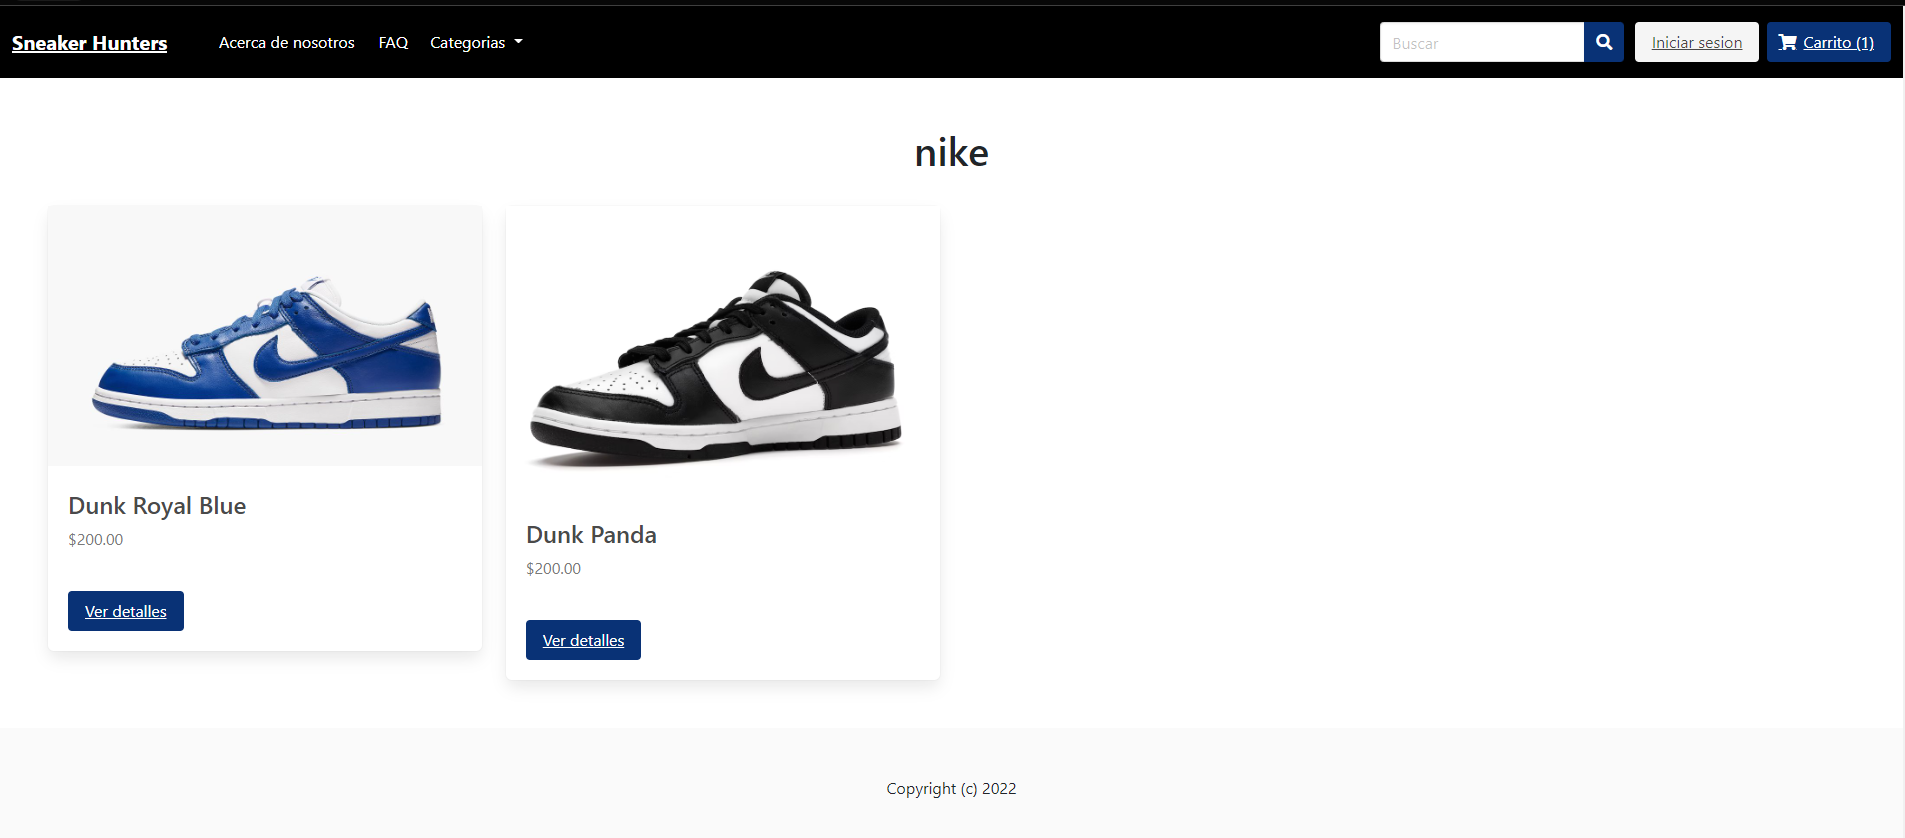 Sneaker Hunters Acerca de nosotros FAQ Categorias Buscar Iniciar sesion Carrito (1)
nike
Dunk Royal Blue
$200.00
Ver detalles
Dunk Panda
$200.00
Ver detalles
Copyright (c) 2022